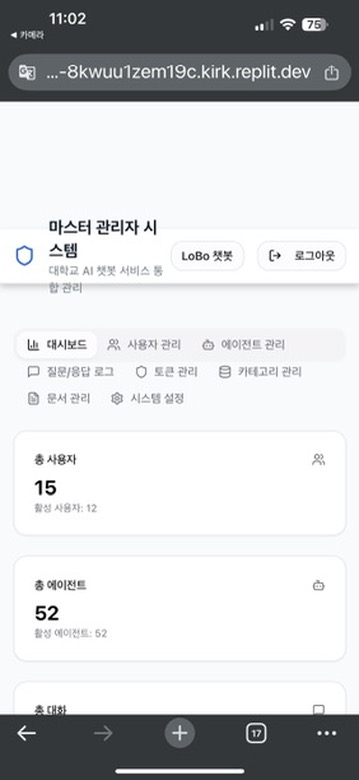 11:02
75
◀ 카메라
...-8kwuu1zem19c.kirk.replit.dev
마스터 관리자 시
스템
대학교 AI 챗봇 서비스 통
합 관리
LoBo 챗봇
로그아웃
대시보드 사용자 관리 에이전트 관리
질문/응답 로그 토큰 관리 카테고리 관리
문서 관리 시스템 설정
총 사용자
15
활성 사용자: 12
총 에이전트
52
활성 에이전트: 52
총 대화
17